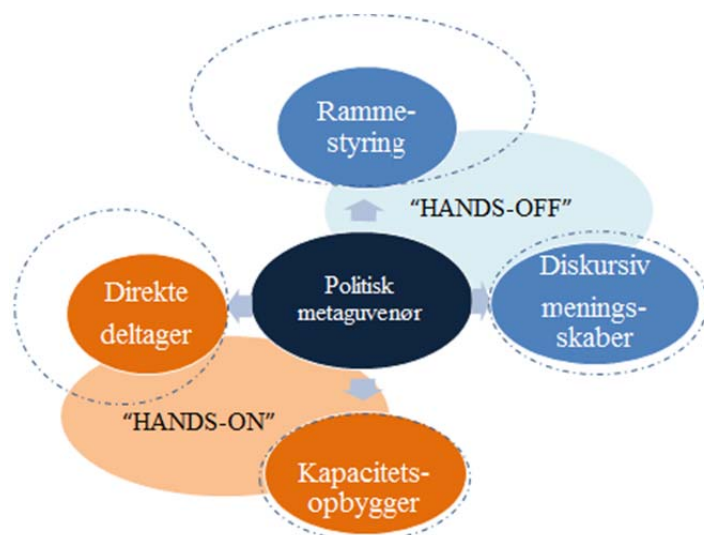 Ramme-
styring
“HANDS-OFF”
Direkte
deltager
Politisk
metaguvenør
Diskursiv
menings-
skaber
“HANDS-ON”
Kapacitets-
opbygger